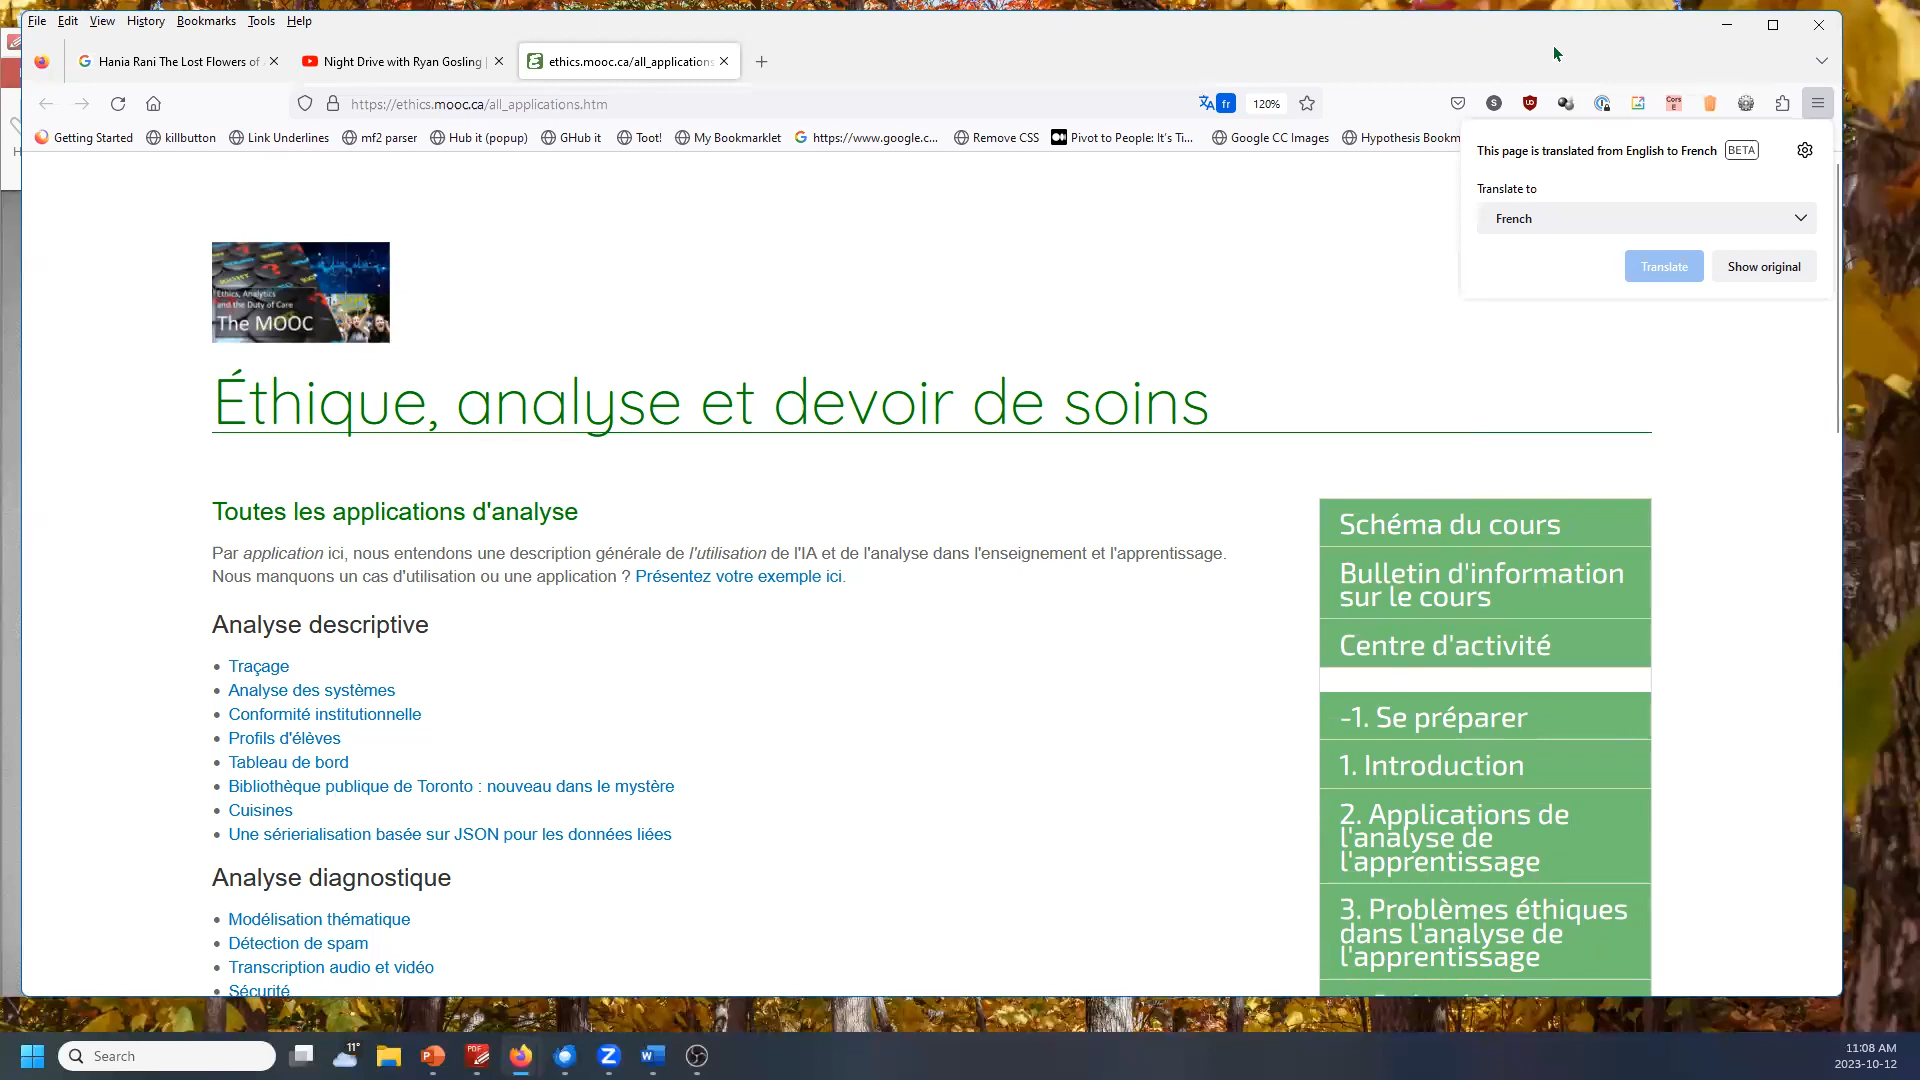 File Edit View History Bookmarks Tools Help
Hania Rani The Lost Flowers of
Night Drive with Ryan Gosling |
ethics.mooc.ca/all_applications
https://ethics.mooc.ca/all_applications.htm
fr
120%
Getting Started
killbutton
Link Underlines
mf2 parser
Hub it (popup)
GHub it
Toot!
My Bookmarklet
https://www.google.c...
Remove CSS
Pivot to People: It's Ti...
Google CC Images
Hypothesis Bookm
This page is translated from English to French BETA
Translate to
French
Translate
Show original
Ethics, Analytics
and the Duty of Care
The MOOC
Éthique, analyse et devoir de soins
Toutes les applications d'analyse
Par application ici, nous entendons une description générale de l'utilisation de l'IA et de l'analyse dans l'enseignement et l'apprentissage.
Nous manquons un cas d'utilisation ou une application ? Présentez votre exemple ici.
Analyse descriptive
• Traçage
• Analyse des systèmes
• Conformité institutionnelle
• Profils d'élèves
• Tableau de bord
• Bibliothèque publique de Toronto : nouveau dans le mystère
• Cuisines
• Une sérierialisation basée sur JSON pour les données liées
Analyse diagnostique
• Modélisation thématique
• Détection de spam
• Transcription audio et vidéo
• Sécurité
Schéma du cours
Bulletin d'information
sur le cours
Centre d'activité
-1. Se préparer
1. Introduction
2. Applications de
l'analyse de
l'apprentissage
3. Problèmes éthiques
dans l'analyse de
l'apprentissage
Search
11°
11:08 AM
2023-10-12